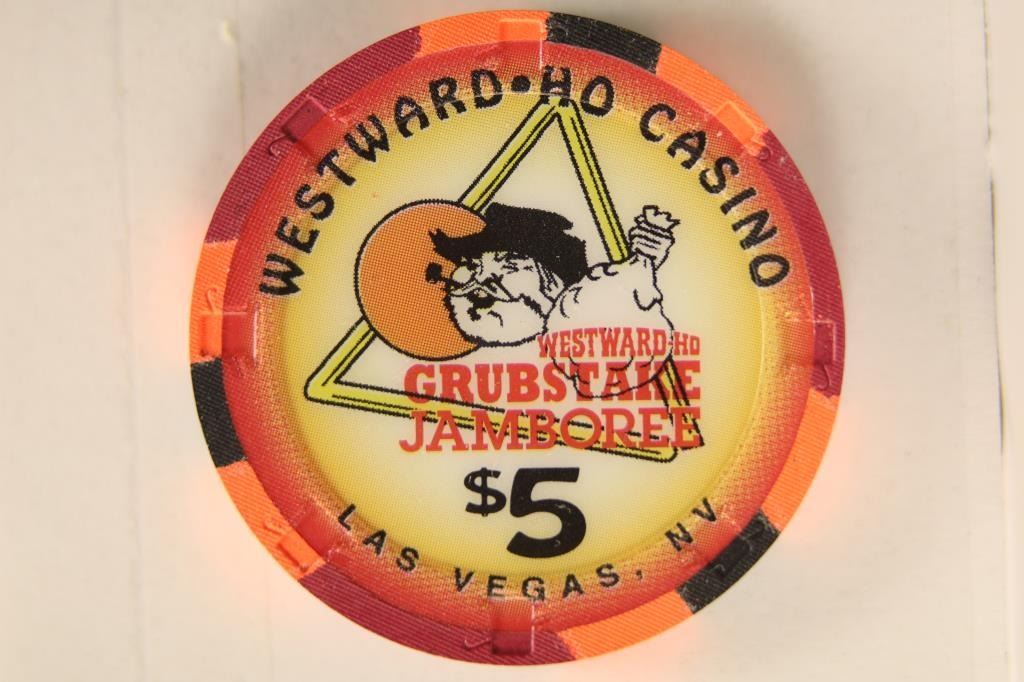 WESTWARD•HO CASINO
WESTWARD-HO
GRUBSTAKE
JAMBOREE
$5
LAS VEGAS, NV